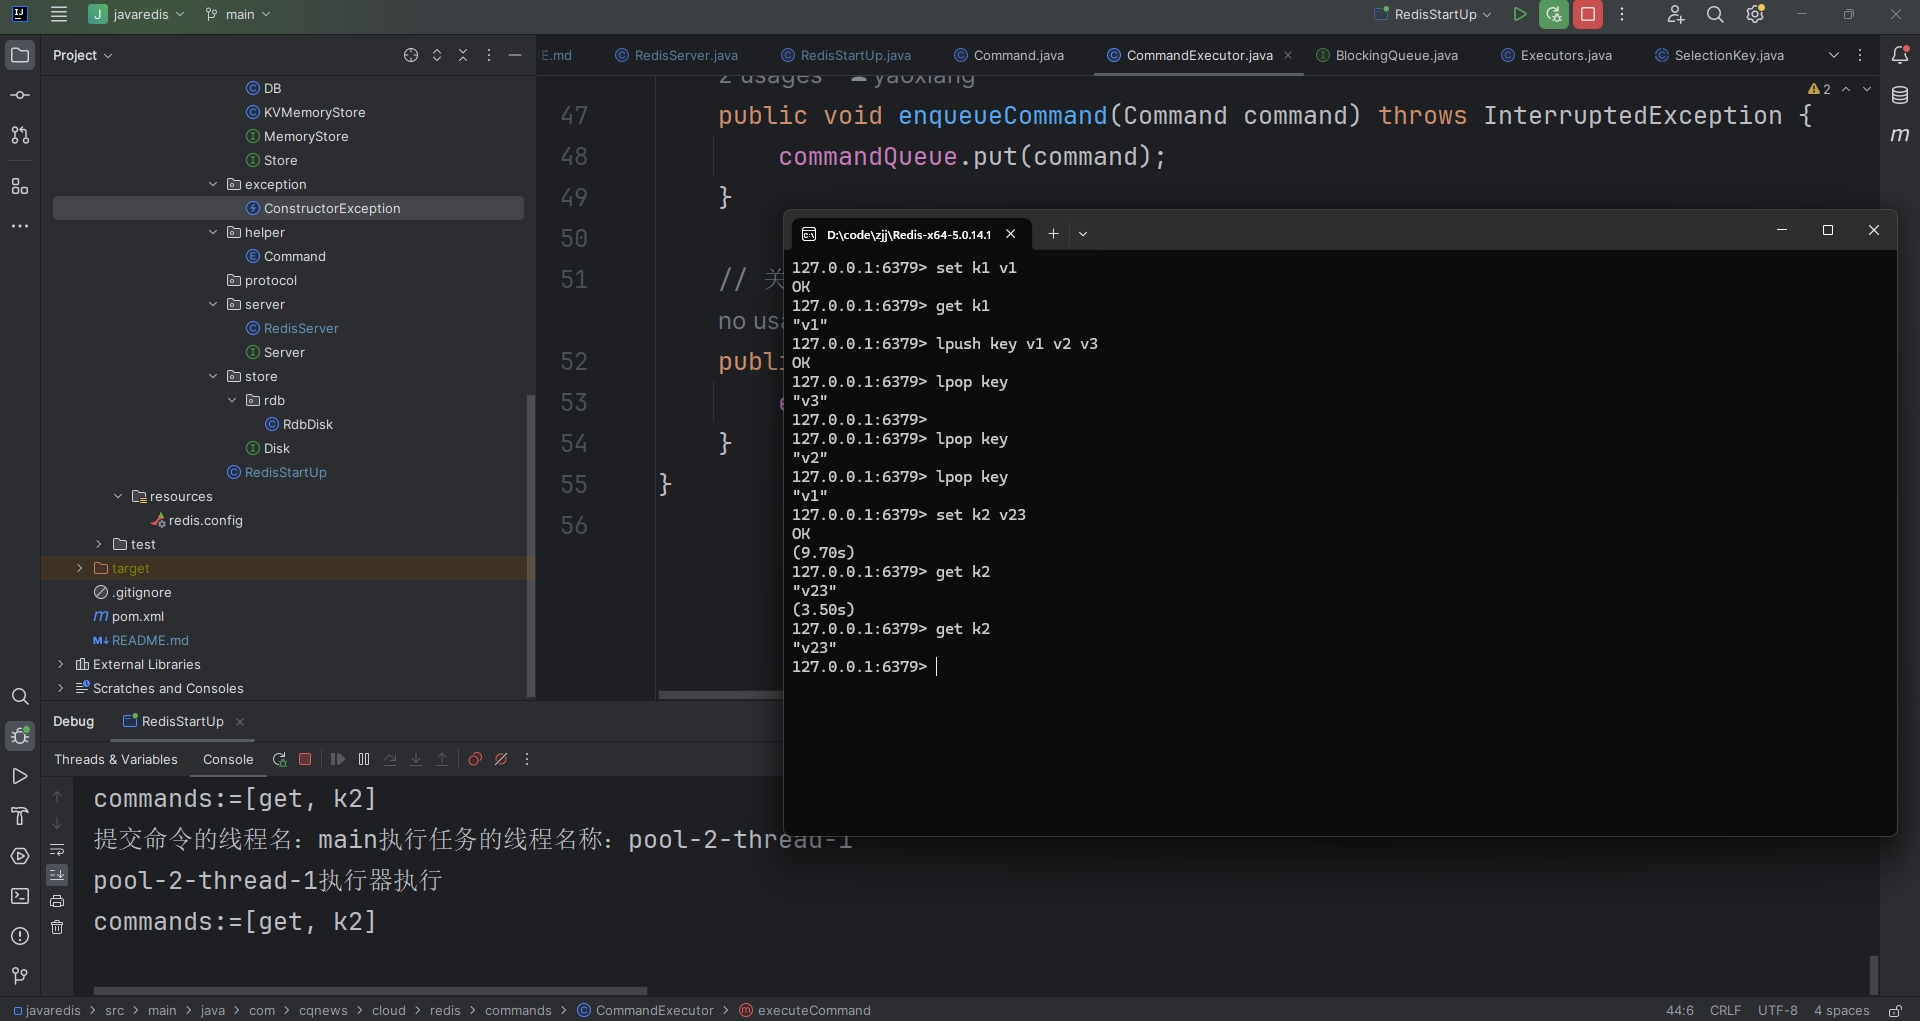 javaredis
main
RedisStartUp
Project
E.md
RedisServer.java
RedisStartUp.java
Command.java
CommandExecutor.java
BlockingQueue.java
Executors.java
SelectionKey.java
DB
KVMemoryStore
MemoryStore
Store
exception
ConstructorException
helper
Command
protocol
server
RedisServer
Server
store
rdb
RdbDisk
Disk
RedisStartUp
resources
redis.config
test
target
.gitignore
pom.xml
README.md
External Libraries
Scratches and Consoles
2 usages yaoxiang
2
47 public void enqueueCommand(Command command) throws InterruptedException {
48 commandQueue.put(command);
49 }
50
51 // 关
no usa
52 publi
53 e
54 }
55 }
56
D:\code\zjj\Redis-x64-5.0.14.1
127.0.0.1:6379> set k1 v1
OK
127.0.0.1:6379> get k1
"v1"
127.0.0.1:6379> lpush key v1 v2 v3
OK
127.0.0.1:6379> lpop key
"v3"
127.0.0.1:6379>
127.0.0.1:6379> lpop key
"v2"
127.0.0.1:6379> lpop key
"v1"
127.0.0.1:6379> set k2 v23
OK
(9.70s)
127.0.0.1:6379> get k2
"v23"
(3.50s)
127.0.0.1:6379> get k2
"v23"
127.0.0.1:6379>
Debug
RedisStartUp
Threads & Variables
Console
commands:=[get, k2]
提交命令的线程名：main执行任务的线程名称：pool-2-thread-1
pool-2-thread-1执行器执行
commands:=[get, k2]
javaredis > src > main > java > com > cqnews > cloud > redis > commands > CommandExecutor > executeCommand
44:6 CRLF UTF-8 4 spaces